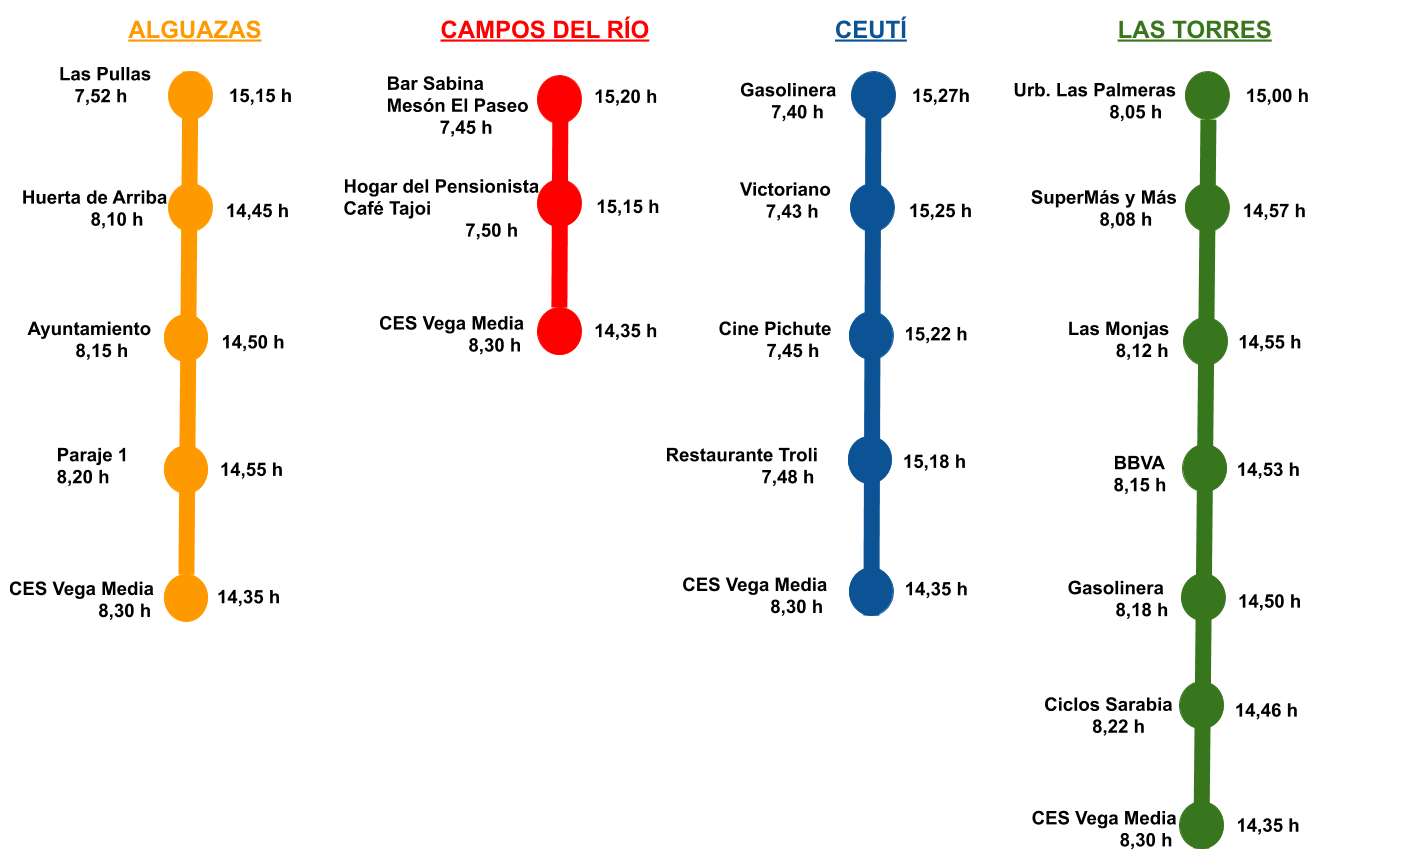 ALGUAZAS
Las Pullas
7,52 h
15,15 h
Huerta de Arriba
8,10 h
14,45 h
Ayuntamiento
8,15 h
14,50 h
Paraje 1
8,20 h
14,55 h
CES Vega Media
8,30 h
14,35 h
CAMPOS DEL RÍO
Bar Sabina
Mesón El Paseo
7,45 h
15,20 h
Hogar del Pensionista
Café Tajoi
7,50 h
15,15 h
CES Vega Media
8,30 h
14,35 h
CEUTÍ
Gasolinera
7,40 h
15,27h
Victoriano
7,43 h
15,25 h
Cine Pichute
7,45 h
15,22 h
Restaurante Troli
7,48 h
15,18 h
CES Vega Media
8,30 h
14,35 h
LAS TORRES
Urb. Las Palmeras
8,05 h
15,00 h
SuperMás y Más
8,08 h
14,57 h
Las Monjas
8,12 h
14,55 h
BBVA
8,15 h
14,53 h
Gasolinera
8,18 h
14,50 h
Ciclos Sarabia
8,22 h
14,46 h
CES Vega Media
8,30 h
14,35 h